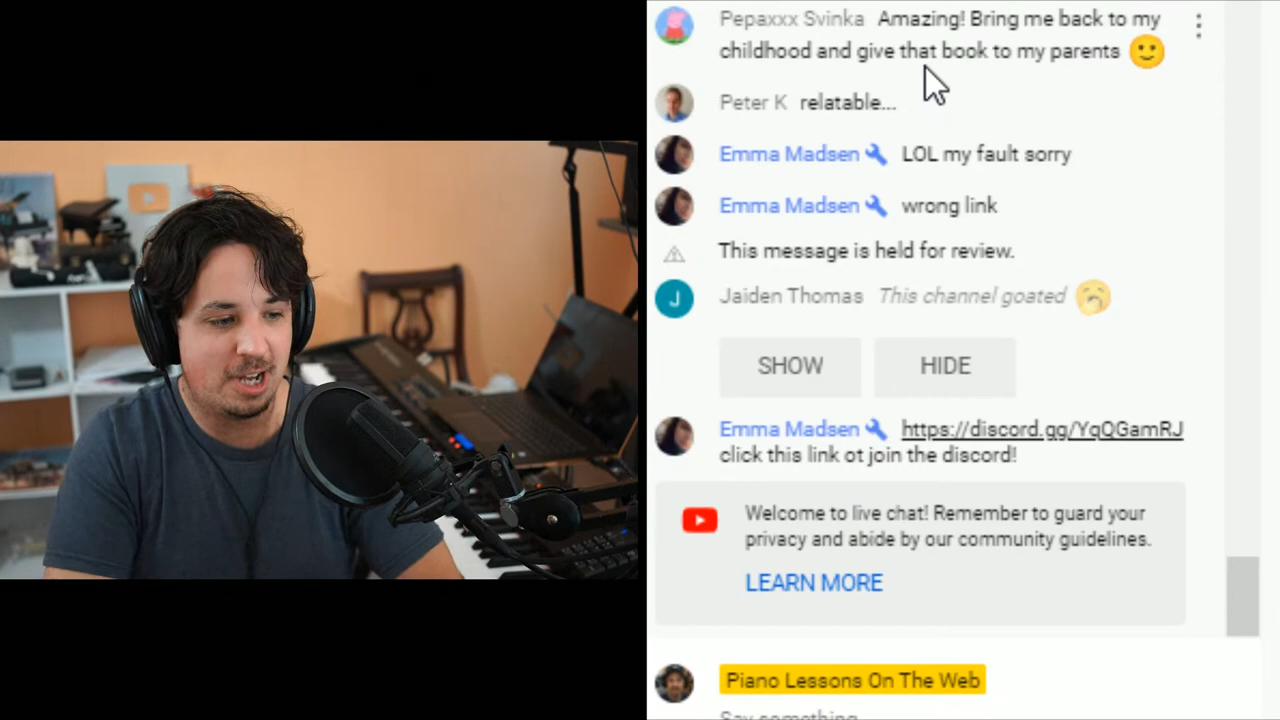 Pepaxxx Svinka Amazing! Bring me back to my
childhood and give that book to my parents
Peter K relatable...
Emma Madsen LOL my fault sorry
Emma Madsen wrong link
This message is held for review.
J Jaiden Thomas This channel goated
SHOW HIDE
Emma Madsen https://discord.gg/YqQGamRJ
click this link ot join the discord!
Welcome to live chat! Remember to guard your
privacy and abide by our community guidelines.
LEARN MORE
Piano Lessons On The Web
Say something